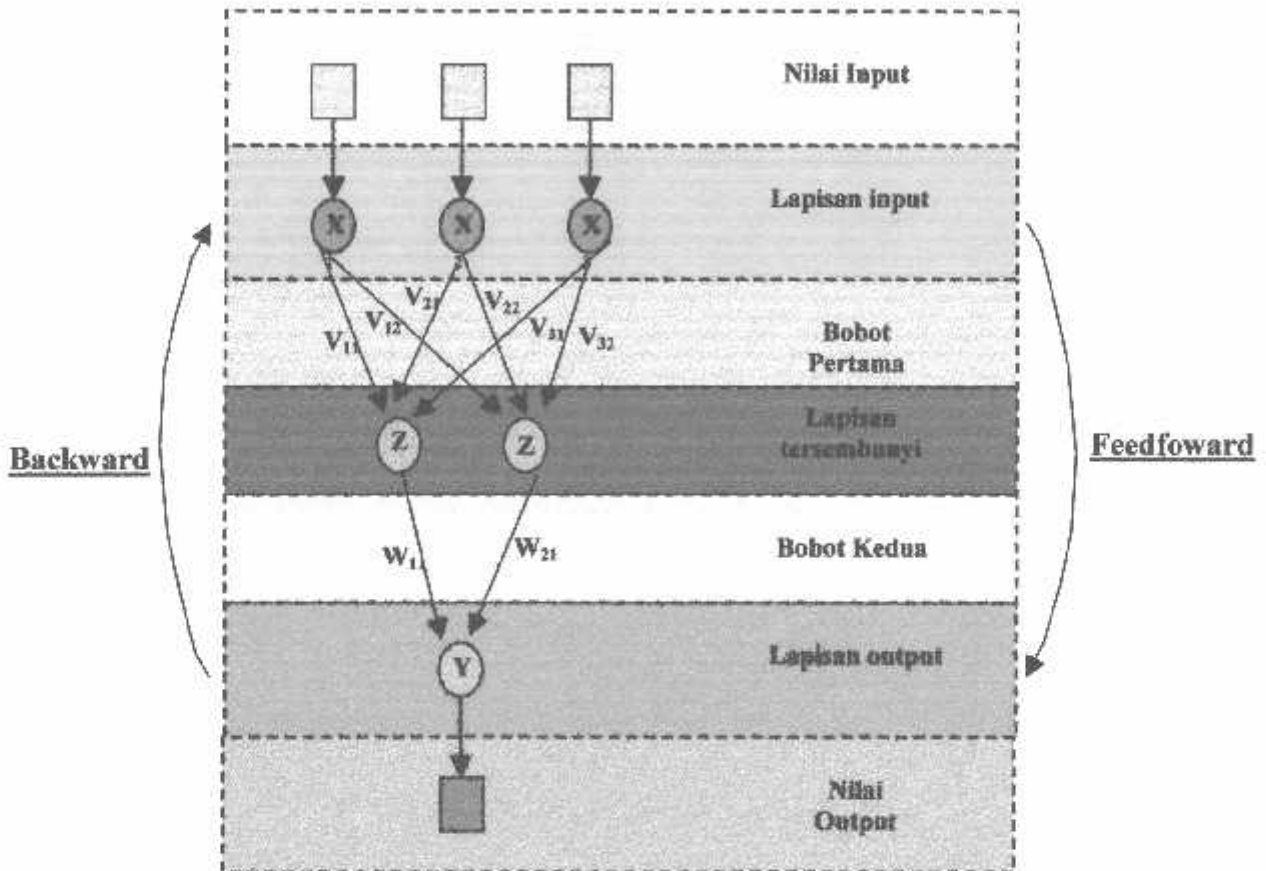 Nilai Input
Lapisan input
X X X
V₁₁ V₁₂ V₂₁ V₂₂ V₃₁ V₃₂
Bobot
Pertama
Lapisan
tersembunyi
Z Z
Backward
Feedfoward
W₁₁ W₂₁
Bobot Kedua
Lapisan output
Y
Nilai
Output